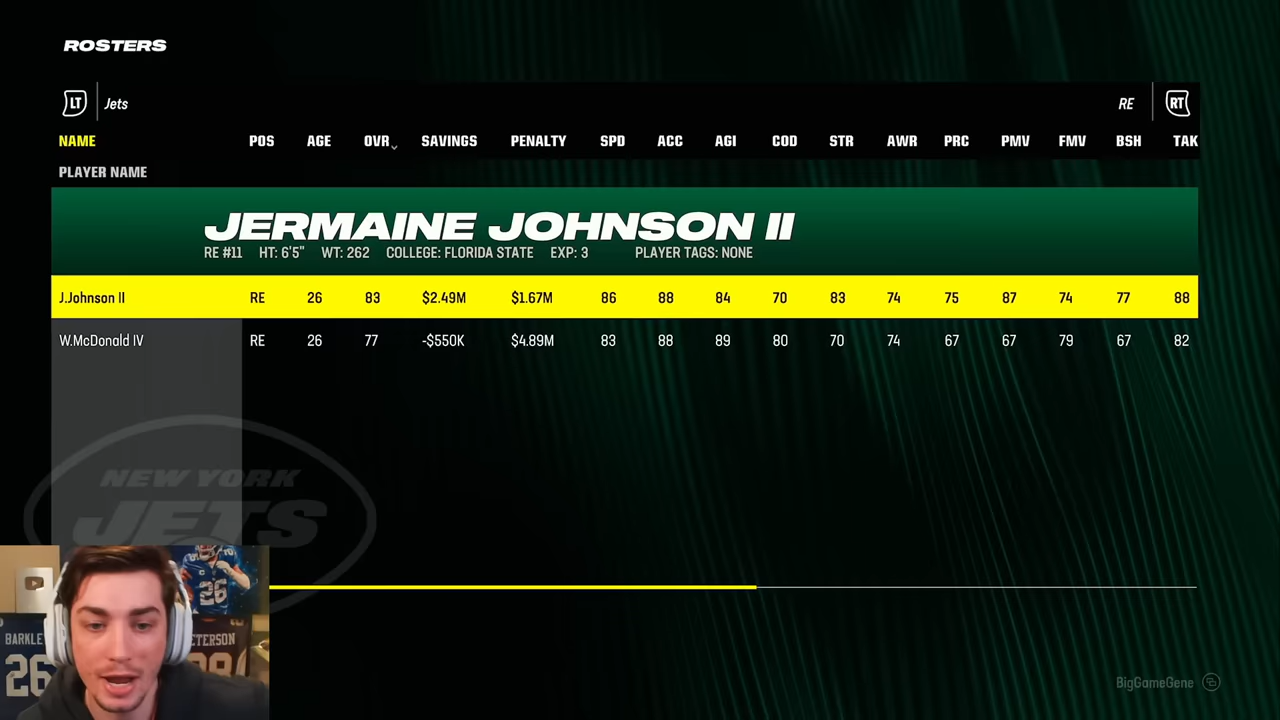 ROSTERS
LT Jets RE RT
NAME POS AGE OVR SAVINGS PENALTY SPD ACC AGI COD STR AWR PRC PMV FMV BSH TAK
PLAYER NAME
JERMAINE JOHNSON II
RE #11 HT: 6'5" WT: 262 COLLEGE: FLORIDA STATE EXP: 3 PLAYER TAGS: NONE
J.Johnson II RE 26 83 $2.49M $1.67M 86 88 84 70 83 74 75 87 74 77 88
W.McDonald IV RE 26 77 -$550K $4.89M 83 88 89 80 70 74 67 67 79 67 82
NEW YORK
JETS
26
BARKLE
26
ETERSON
BigGameGene